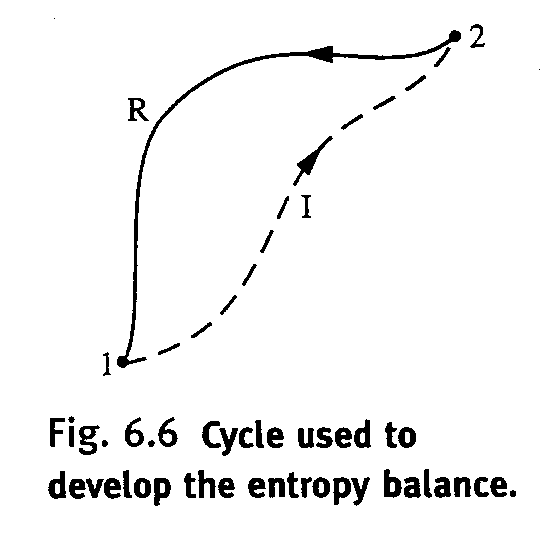 2
R
I
1
Fig. 6.6 Cycle used to
develop the entropy balance.